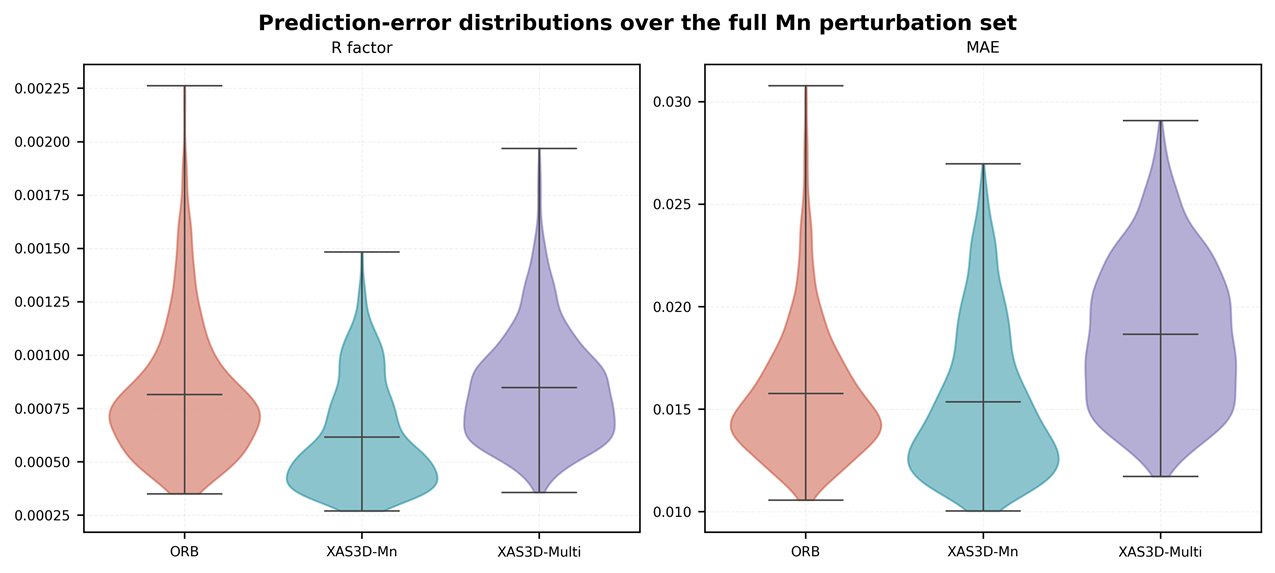 Prediction-error distributions over the full Mn perturbation set
R factor
0.00225
0.00200
0.00175
0.00150
0.00125
0.00100
0.00075
0.00050
0.00025
ORB
XAS3D-Mn
XAS3D-Multi
MAE
0.030
0.025
0.020
0.015
0.010
ORB
XAS3D-Mn
XAS3D-Multi